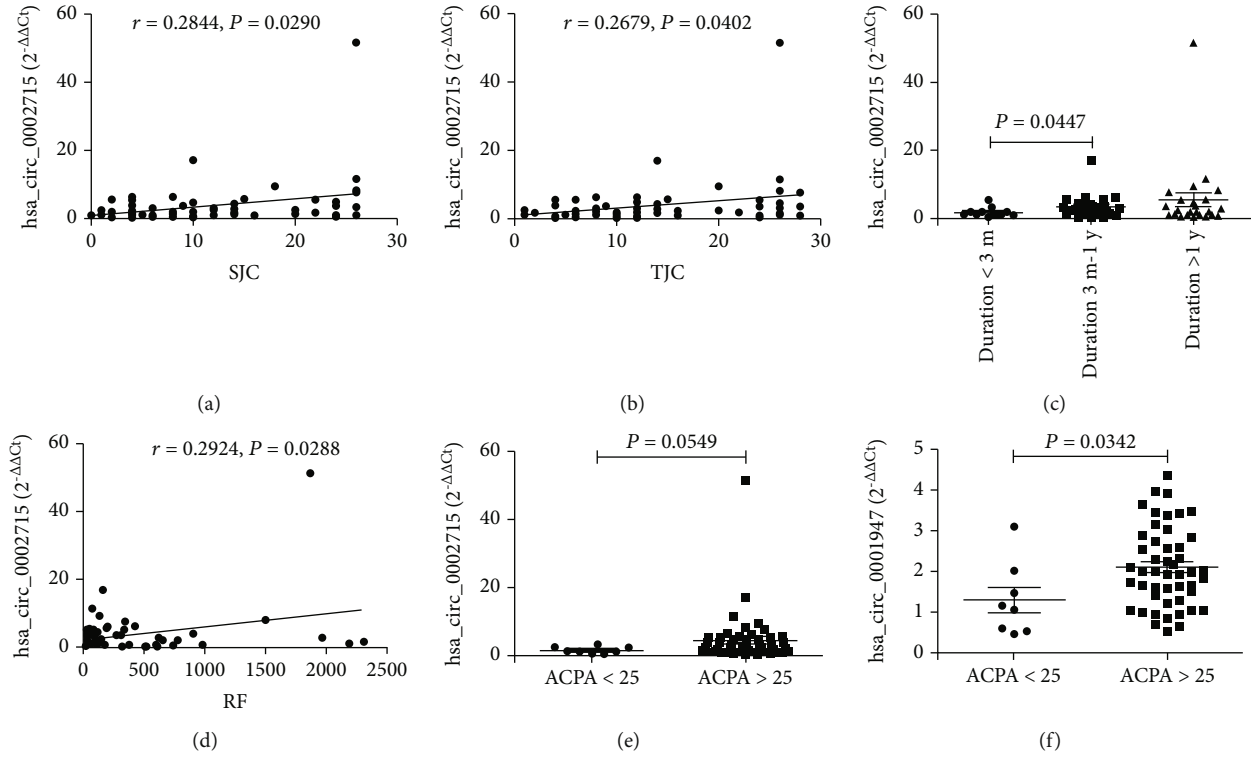 hsa_circ_0002715 (2^-ΔΔCt)
60
40
20
0
r = 0.2844, P = 0.0290
0 10 20 30
SJC
(a)
hsa_circ_0002715 (2^-ΔΔCt)
60
40
20
0
r = 0.2679, P = 0.0402
0 10 20 30
TJC
(b)
hsa_circ_0002715 (2^-ΔΔCt)
60
40
20
0
P = 0.0447
Duration < 3 m
Duration 3 m-1 y
Duration >1 y
(c)
hsa_circ_0002715 (2^-ΔΔCt)
60
40
20
0
r = 0.2924, P = 0.0288
0 500 1000 1500 2000 2500
RF
(d)
hsa_circ_0002715 (2^-ΔΔCt)
60
40
20
0
P = 0.0549
ACPA < 25 ACPA > 25
(e)
hsa_circ_0001947 (2^-ΔΔCt)
5
4
3
2
1
0
P = 0.0342
ACPA < 25 ACPA > 25
(f)